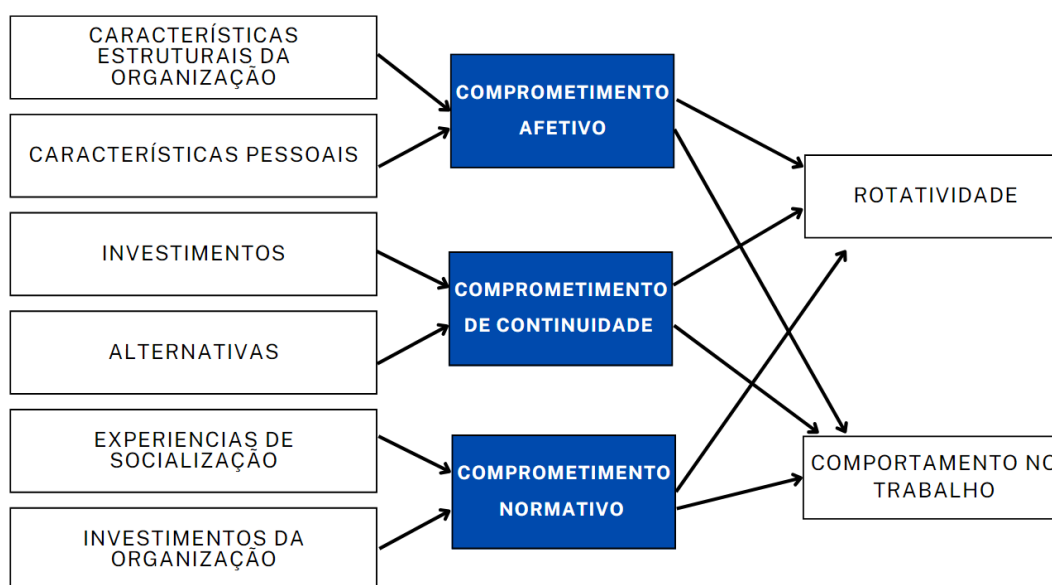 CARACTERÍSTICAS
ESTRUTURAIS DA
ORGANIZAÇÃO
CARACTERÍSTICAS PESSOAIS
INVESTIMENTOS
ALTERNATIVAS
EXPERIENCIAS DE
SOCIALIZAÇÃO
INVESTIMENTOS DA
ORGANIZAÇÃO
COMPROMETIMENTO
AFETIVO
COMPROMETIMENTO
DE CONTINUIDADE
COMPROMETIMENTO
NORMATIVO
ROTATIVIDADE
COMPORTAMENTO NO
TRABALHO